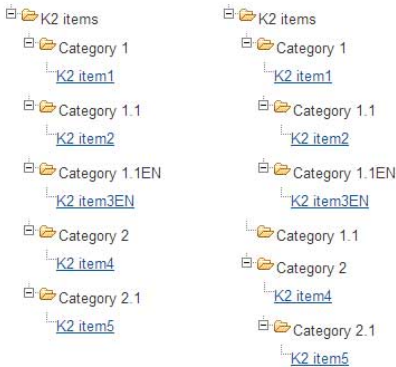 K2 items
Category 1
K2 item1
Category 1.1
K2 item2
Category 1.1EN
K2 item3EN
Category 2
K2 item4
Category 2.1
K2 item5
K2 items
Category 1
K2 item1
Category 1.1
K2 item2
Category 1.1EN
K2 item3EN
Category 1.1
Category 2
K2 item4
Category 2.1
K2 item5